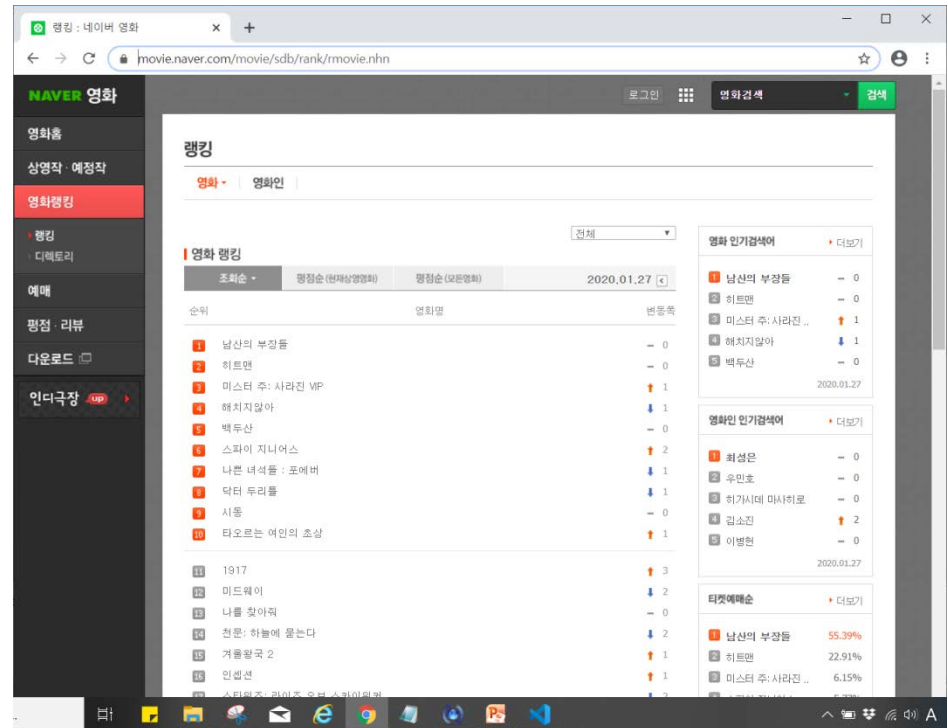 랭킹 : 네이버 영화
movie.naver.com/movie/sdb/rank/rmovie.nhn
NAVER 영화
로그인
영화검색
검색
영화홈
상영작 · 예정작
영화랭킹
랭킹
디렉토리
예매
평점 · 리뷰
다운로드
인디극장 up
랭킹
영화
영화인
전체
영화 랭킹
조회순
평점순 (현재상영영화)
평점순 (모든영화)
2020.01.27
순위 영화명 변동폭
1 남산의 부장들 0
2 히트맨 0
3 미스터 주: 사라진 VIP 1
4 해치지않아 1
5 백두산 0
6 스파이 지니어스 2
7 나쁜 녀석들 : 포에버 1
8 닥터 두리틀 1
9 시동 0
10 타오르는 여인의 초상 1
11 1917 3
12 미드웨이 2
13 나를 찾아줘 0
14 천문: 하늘에 묻는다 2
15 겨울왕국 2 1
16 인셉션 1
영화 인기검색어 더보기
1 남산의 부장들 0
2 히트맨 0
3 미스터 주: 사라진 .. 1
4 해치지않아 1
5 백두산 0
2020.01.27
영화인 인기검색어 더보기
1 최성은 0
2 우민호 0
3 히가시데 마사히로 0
4 김소진 2
5 이병헌 0
2020.01.27
티켓예매순 더보기
1 남산의 부장들 55.39%
2 히트맨 22.91%
3 미스터 주: 사라진 .. 6.15%
A